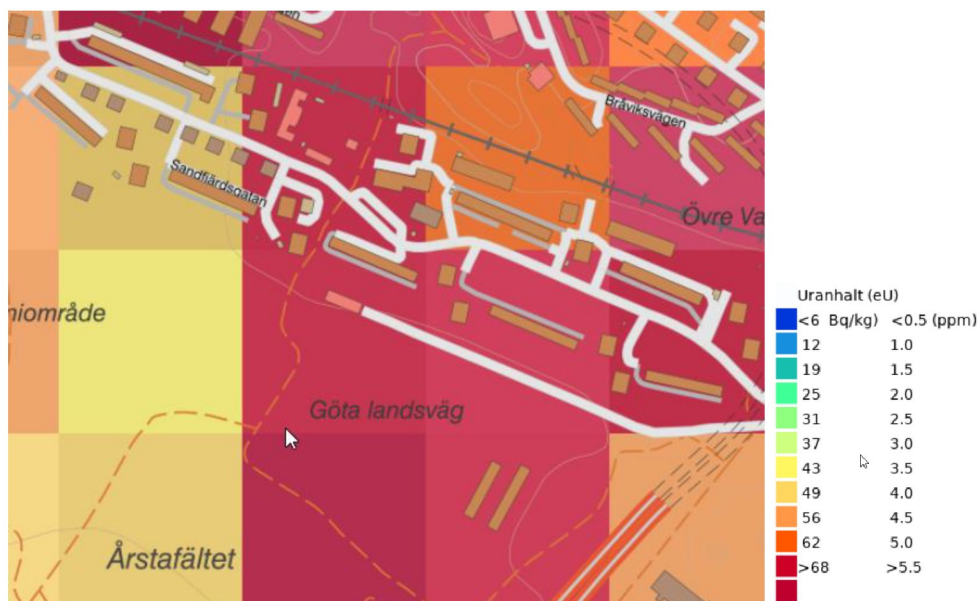 Bråviksvägen
Sandfjärdsgatan
Övre Va
niområde
Göta landsväg
Årstafältet
Uranhalt (eU)
<6 Bq/kg) <0.5 (ppm)
12 1.0
19 1.5
25 2.0
31 2.5
37 3.0
43 3.5
49 4.0
56 4.5
62 5.0
>68 >5.5